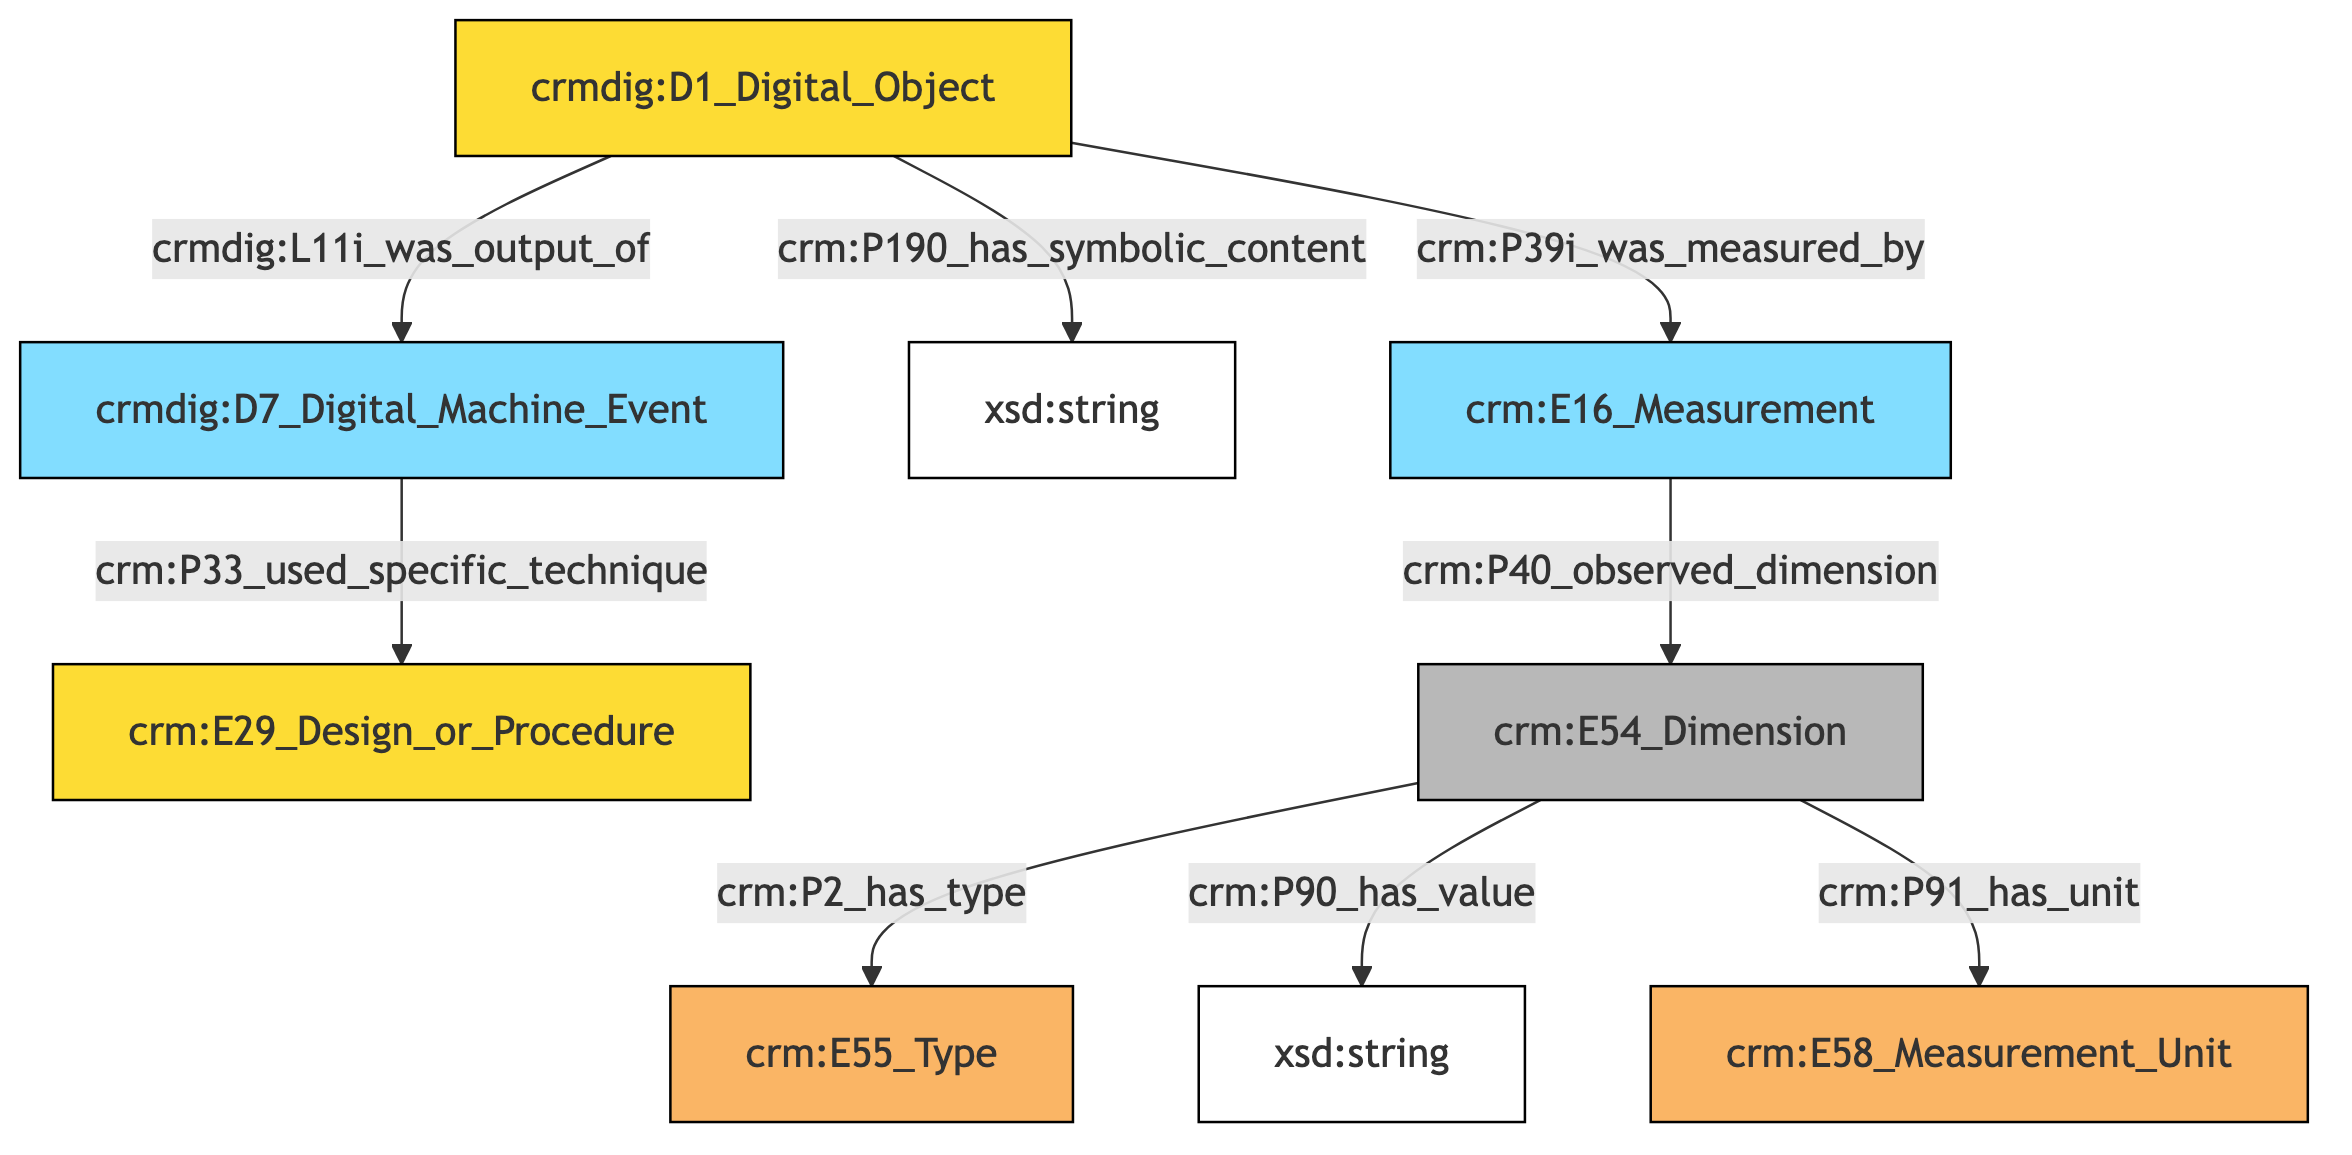 crmdig:D1_Digital_Object
crmdig:L11i_was_output_of
crm:P190_has_symbolic_content
crm:P39i_was_measured_by
crmdig:D7_Digital_Machine_Event
xsd:string
crm:E16_Measurement
crm:P33_used_specific_technique
crm:P40_observed_dimension
crm:E29_Design_or_Procedure
crm:E54_Dimension
crm:P2_has_type
crm:P90_has_value
crm:P91_has_unit
crm:E55_Type
xsd:string
crm:E58_Measurement_Unit